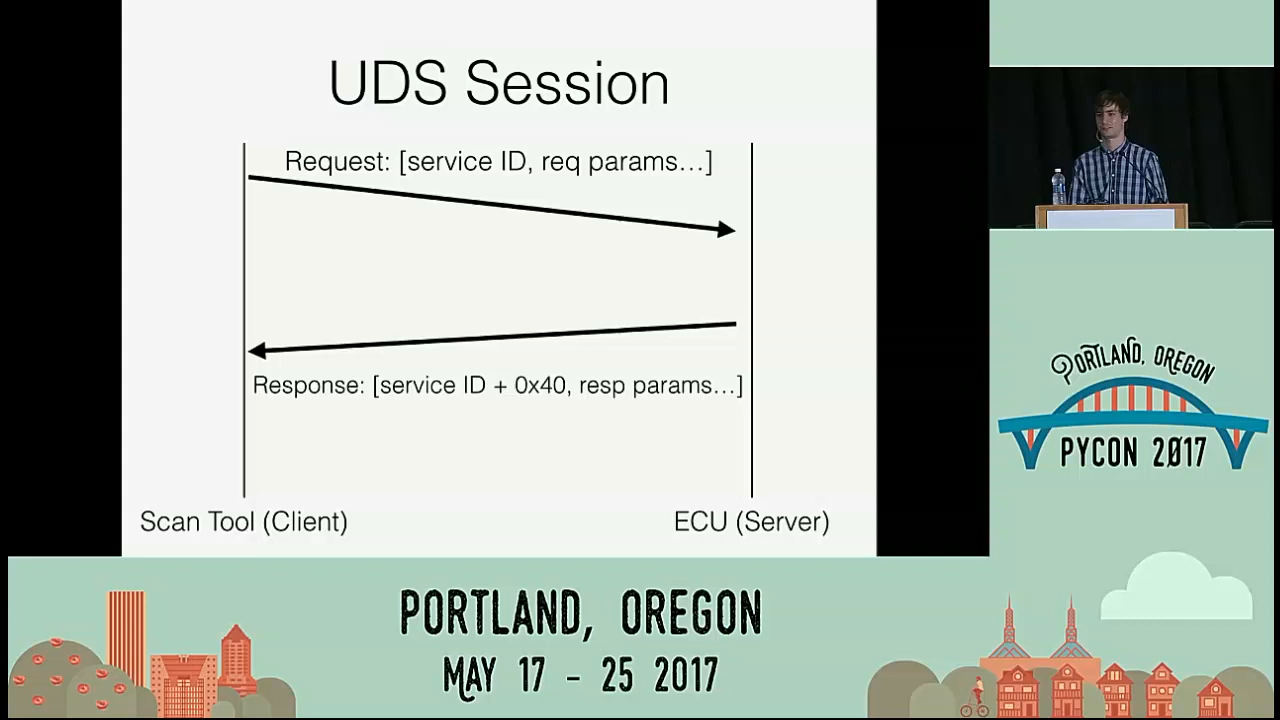 UDS Session
Request: [service ID, req params...]
Response: [service ID + 0x40, resp params...]
Scan Tool (Client)
ECU (Server)
PORTLAND, OREGON
PYCON 2017
PORTLAND, OREGON
MAY 17 - 25 2017